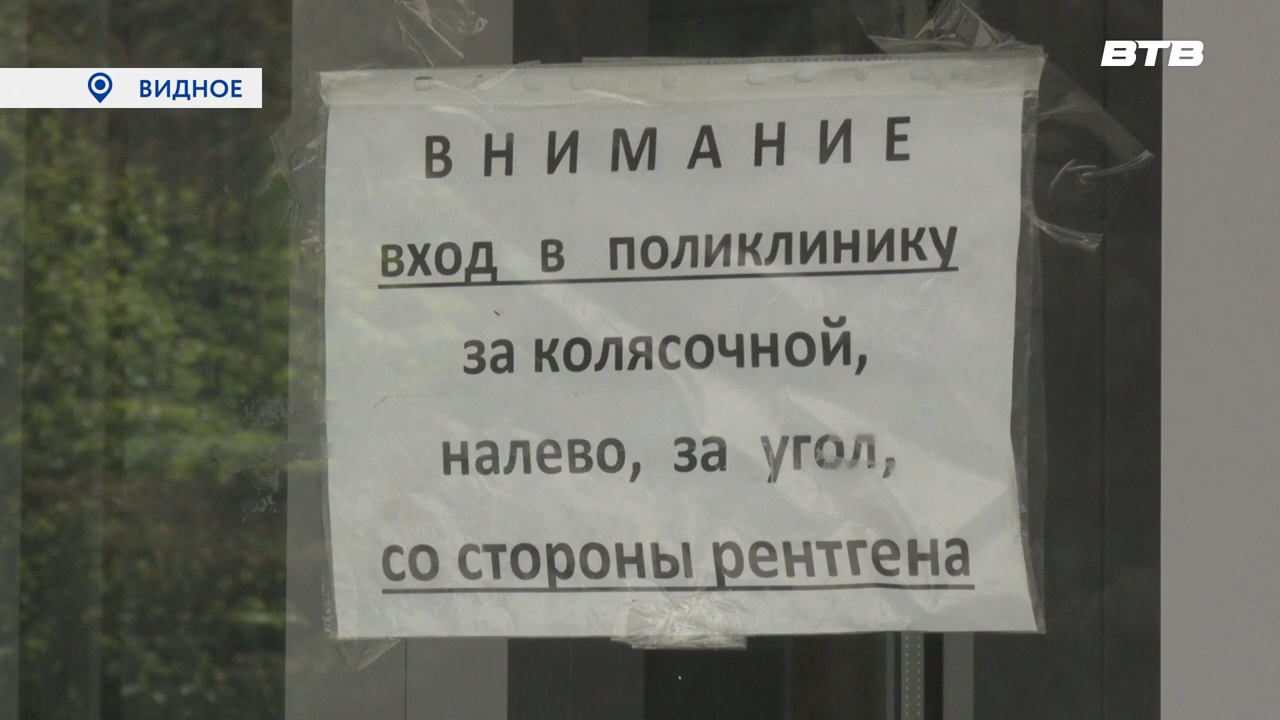 ВИДНОЕ
ВТВ
ВНИМАНИЕ
вход в поликлинику
за колясочной,
налево, за угол,
со стороны рентгена